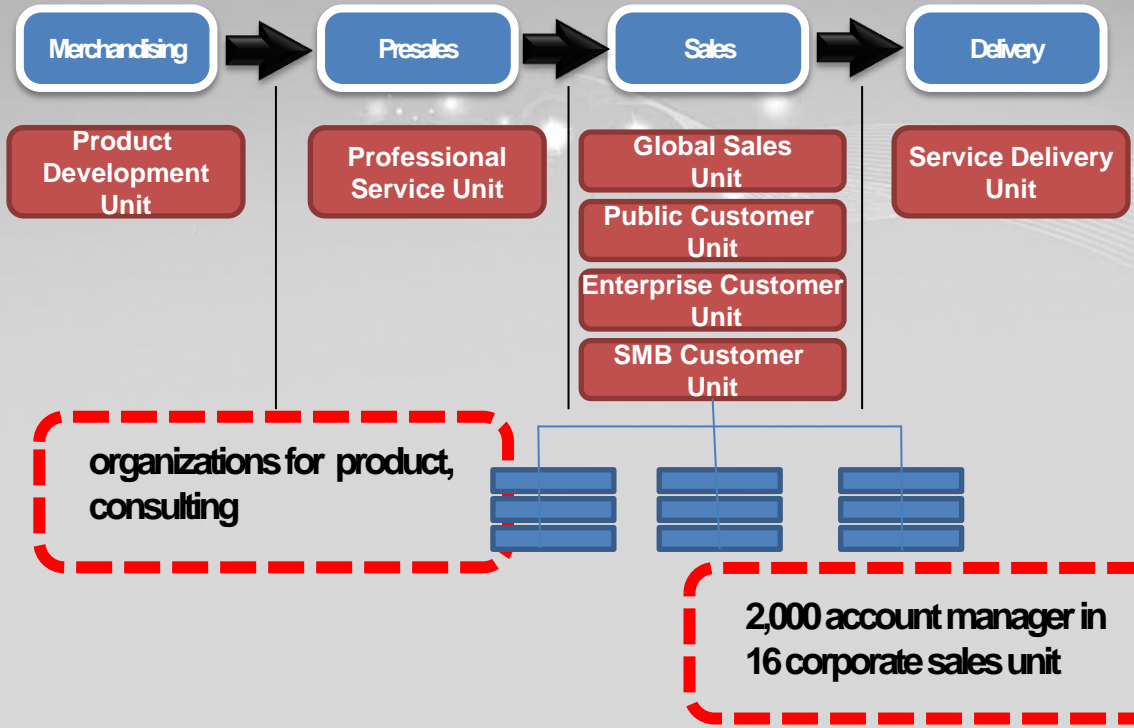 Merchandising
Presales
Sales
Delivery
Product
Development
Unit
Professional
Service Unit
Global Sales
Unit
Public Customer
Unit
Enterprise Customer
Unit
SMB Customer
Unit
Service Delivery
Unit
organizations for product,
consulting
2,000 account manager in
16 corporate sales unit